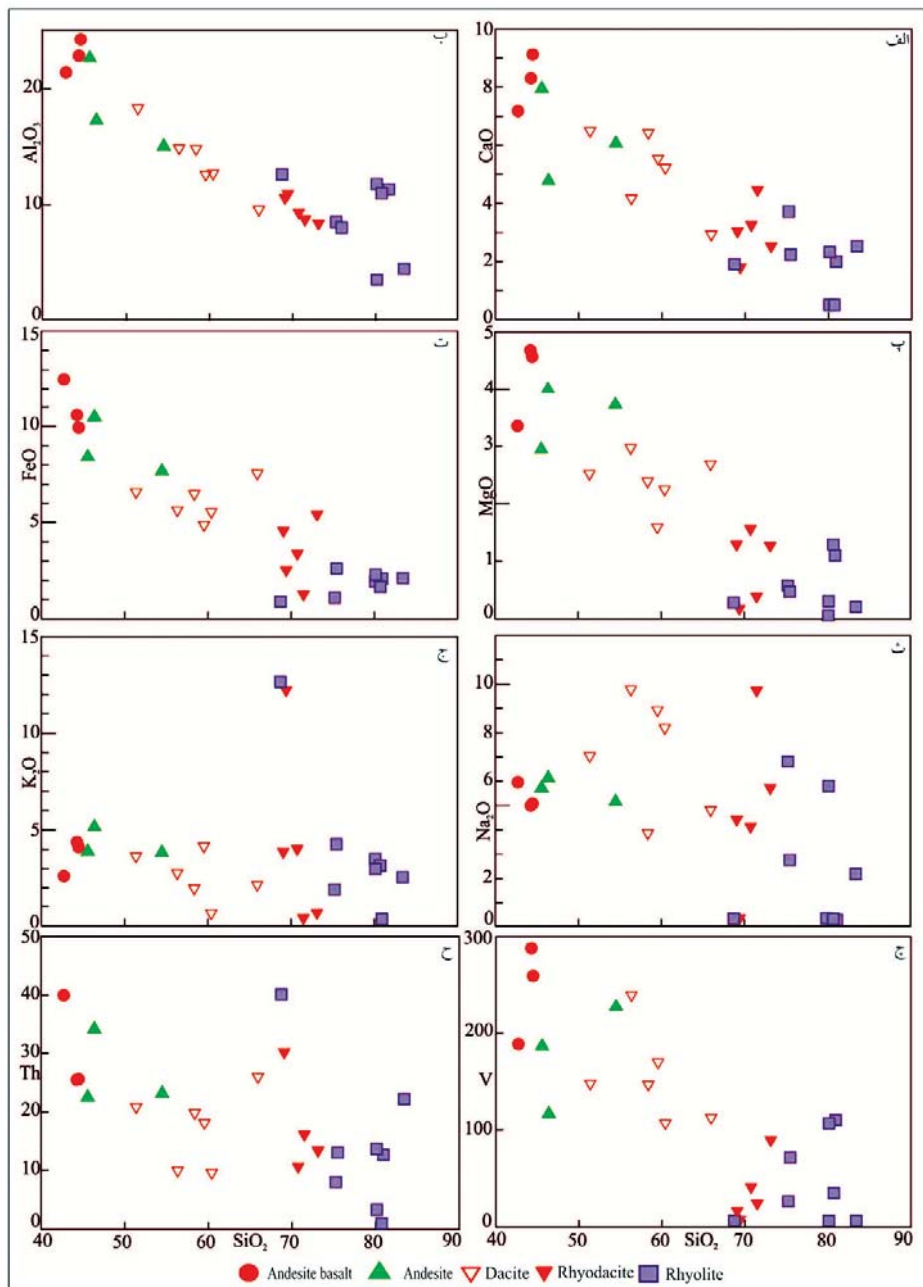 ب
Al₂O₃
20
10
0
الف
CaO
10
8
6
4
2
0
ت
FeO
15
10
5
0
پ
MgO
5
4
3
2
1
0
ج
K₂O
15
10
5
0
ث
Na₂O
10
8
6
4
2
0
ح
Th
50
40
30
20
10
0
چ
V
300
200
100
0
40 50 60 SiO₂ 70 80 90
40 50 60 SiO₂ 70 80 90
Andesite basalt Andesite Dacite Rhyodacite Rhyolite